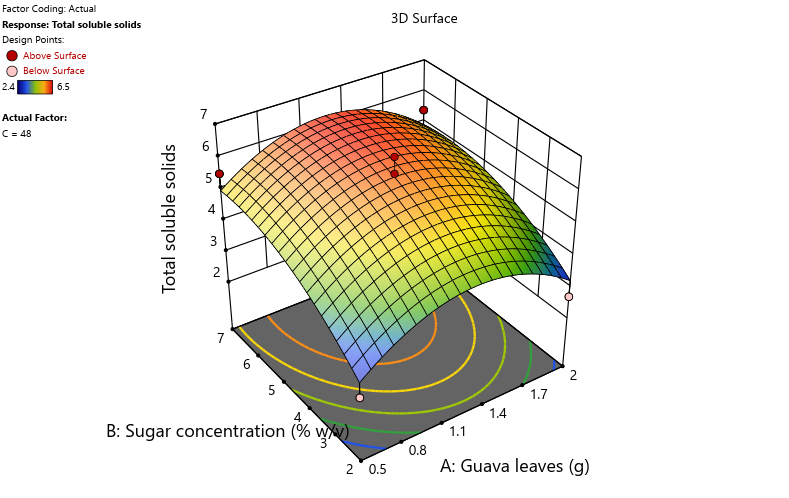 Factor Coding: Actual
3D Surface
Response: Total soluble solids
Design Points:
Above Surface
Below Surface
2.4 6.5
Actual Factor:
C = 48
Total soluble solids
7
6
5
4
3
2
7
6
5
4
3
2
B: Sugar concentration (% w/v)
0.5
0.8
1.1
1.4
1.7
2
A: Guava leaves (g)